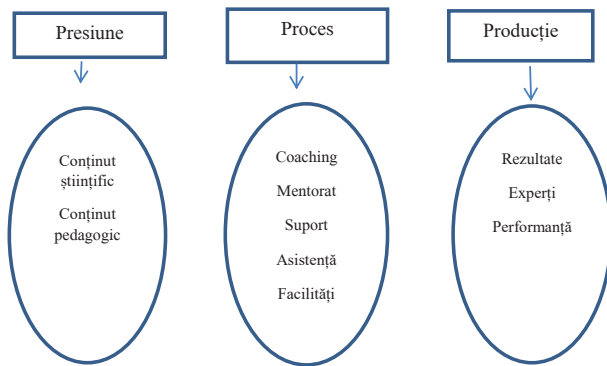 Presiune
Proces
Producție
Conținut
științific
Conținut
pedagogic
Coaching
Mentorat
Suport
Asistență
Facilități
Rezultate
Experți
Performanță